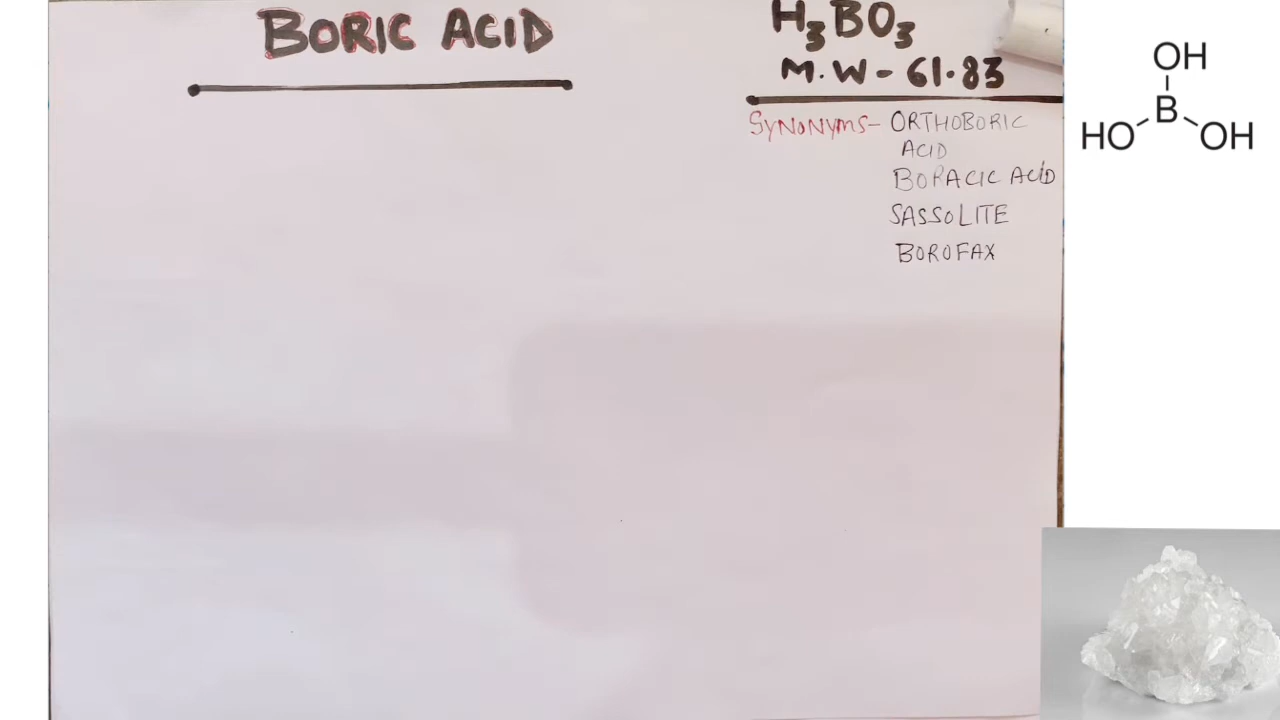 BORIC ACID
H₃BO₃
M.W - 61.83
SYNONYMS - ORTHOBORIC
ACID
BORACIC ACID
SASSOLITE
BOROFAX
OH
B
HO OH